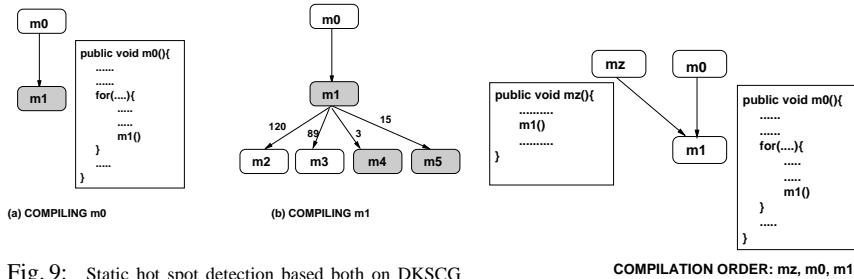 m0
m1
public void m0(){
......
......
for(....){
.....
.....
m1()
}
.....
}
(a) COMPILING m0
m0
m1
120
89
3
15
m2
m3
m4
m5
(b) COMPILING m1
mz
m0
m1
public void mz(){
..........
m1()
..........
}
public void m0(){
......
......
for(....){
.....
.....
m1()
}
.....
}
COMPILATION ORDER: mz, m0, m1
Fig. 9: Static hot spot detection based both on DKSCG